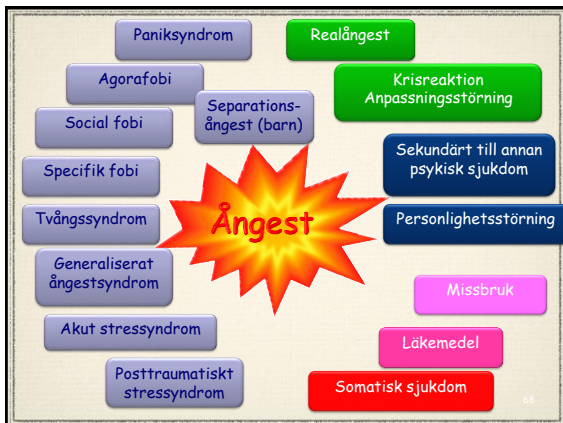 Paniksyndrom
Realångest
Agorafobi
Krisreaktion
Anpassningsstörning
Separations-
ångest (barn)
Social fobi
Sekundärt till annan
psykisk sjukdom
Specifik fobi
Ångest
Tvångssyndrom
Personlighetsstörning
Generaliserat
ångestsyndrom
Missbruk
Akut stressyndrom
Läkemedel
Posttraumatiskt
stressyndrom
Somatisk sjukdom
68